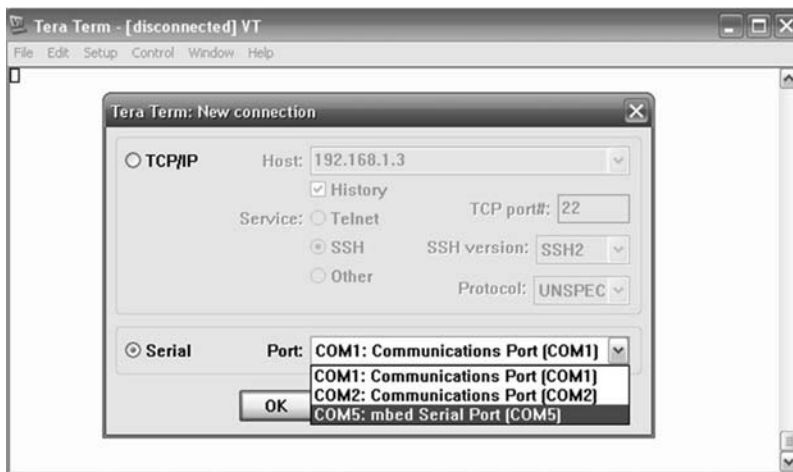 Tera Term - [disconnected] VT
File Edit Setup Control Window Help
Tera Term: New connection
TCP/IP Host: 192.168.1.3
History
Service: Telnet TCP port#: 22
SSH SSH version: SSH2
Other Protocol: UNSPEC
Serial Port: COM1: Communications Port (COM1)
COM1: Communications Port (COM1)
COM2: Communications Port (COM2)
OK COM5: mbed Serial Port (COM5)